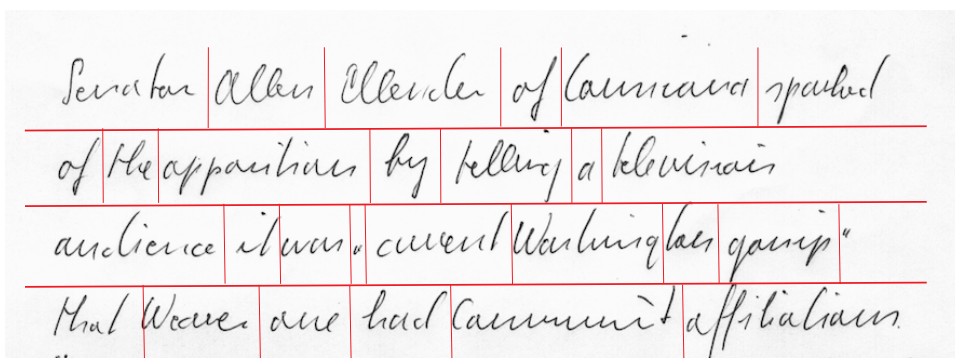 Senator Allen Ellender of Louisiana sparked
of the opposition by telling a television
audience it was „current Washington gossip“
that Weaver one had Communist affiliations.